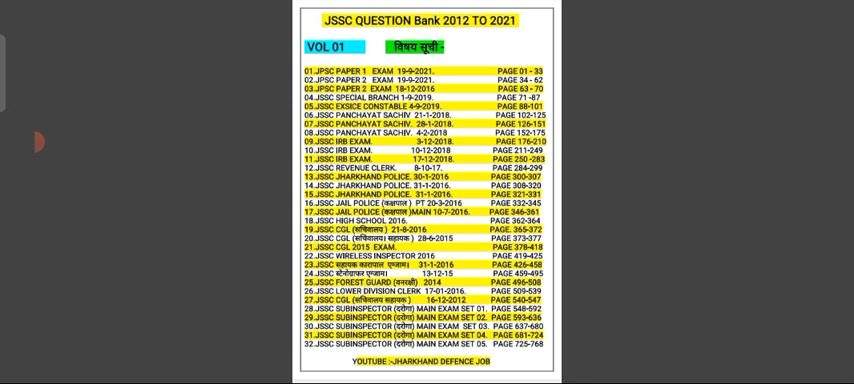 JSSC QUESTION Bank 2012 TO 2021
VOL 01 विषय सूची -
01.JPSC PAPER 1 EXAM 19-9-2021. PAGE 01 - 33
02.JPSC PAPER 2 EXAM 19-9-2021. PAGE 34 - 62
03.JPSC PAPER 2 EXAM 18-12-2016 PAGE 63 - 70
04.JSSC SPECIAL BRANCH 1-9-2019. PAGE 71 -87
05.JSSC EXSICE CONSTABLE 4-9-2019. PAGE 88-101
06.JSSC PANCHAYAT SACHIV 21-1-2018. PAGE 102-125
07.JSSC PANCHAYAT SACHIV. 28-1-2018. PAGE 126-151
08.JSSC PANCHAYAT SACHIV. 4-2-2018 PAGE 152-175
09.JSSC IRB EXAM. 3-12-2018. PAGE 176-210
10.JSSC IRB EXAM. 10-12-2018 PAGE 211-249
11.JSSC IRB EXAM. 17-12-2018. PAGE 250 -283
12.JSSC REVENUE CLERK. 8-10-17. PAGE 284-299
13.JSSC JHARKHAND POLICE. 30-1-2016 PAGE 300-307
14.JSSC JHARKHAND POLICE. 31-1-2016. PAGE 308-320
15.JSSC JHARKHAND POLICE. 31-1-2016. PAGE 321-331
16.JSSC JAIL POLICE (कक्षपाल ) PT 20-3-2016 PAGE 332-345
17.JSSC JAIL POLICE (कक्षपाल )MAIN 10-7-2016. PAGE 346-361
18.JSSC HIGH SCHOOL 2016. PAGE 362-364
19.JSSC CGL (सचिवालय) 21-8-2016 PAGE. 365-372
20.JSSC CGL (सचिवालय। सहायक ) 28-6-2015 PAGE 373-377
21.JSSC CGL 2015 EXAM. PAGE 378-418
22.JSSC WIRELESS INSPECTOR 2016 PAGE 419-425
23.JSSC सहायक कारापाल एग्जाम। 31-1-2016 PAGE 426-458
24.JSSC स्टेनोग्राफर एग्जाम। 13-12-15 PAGE 459-495
25.JSSC FOREST GUARD (वनरक्षी) 2014 PAGE 496-508
26.JSSC LOWER DIVISION CLERK 17-01-2016. PAGE 509-539
27.JSSC CGL (सचिवालय सहायक ) 16-12-2012 PAGE 540-547
28.JSSC SUBINSPECTOR (दरोगा) MAIN EXAM SET 01. PAGE 548-592
29.JSSC SUBINSPECTOR (दरोगा) MAIN EXAM SET 02. PAGE 593-636
30.JSSC SUBINSPECTOR (दरोगा) MAIN EXAM SET 03. PAGE 637-680
31.JSSC SUBINSPECTOR (दरोगा) MAIN EXAM SET 04. PAGE 681-724
32.JSSC SUBINSPECTOR (दरोगा) MAIN EXAM SET 05. PAGE 725-768
YOUTUBE :-JHARKHAND DEFENCE JOB